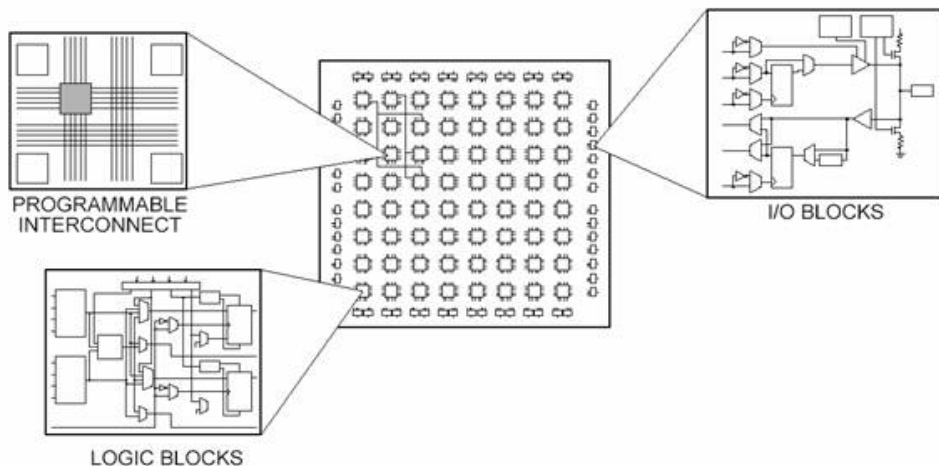 PROGRAMMABLE
INTERCONNECT
I/O BLOCKS
LOGIC BLOCKS